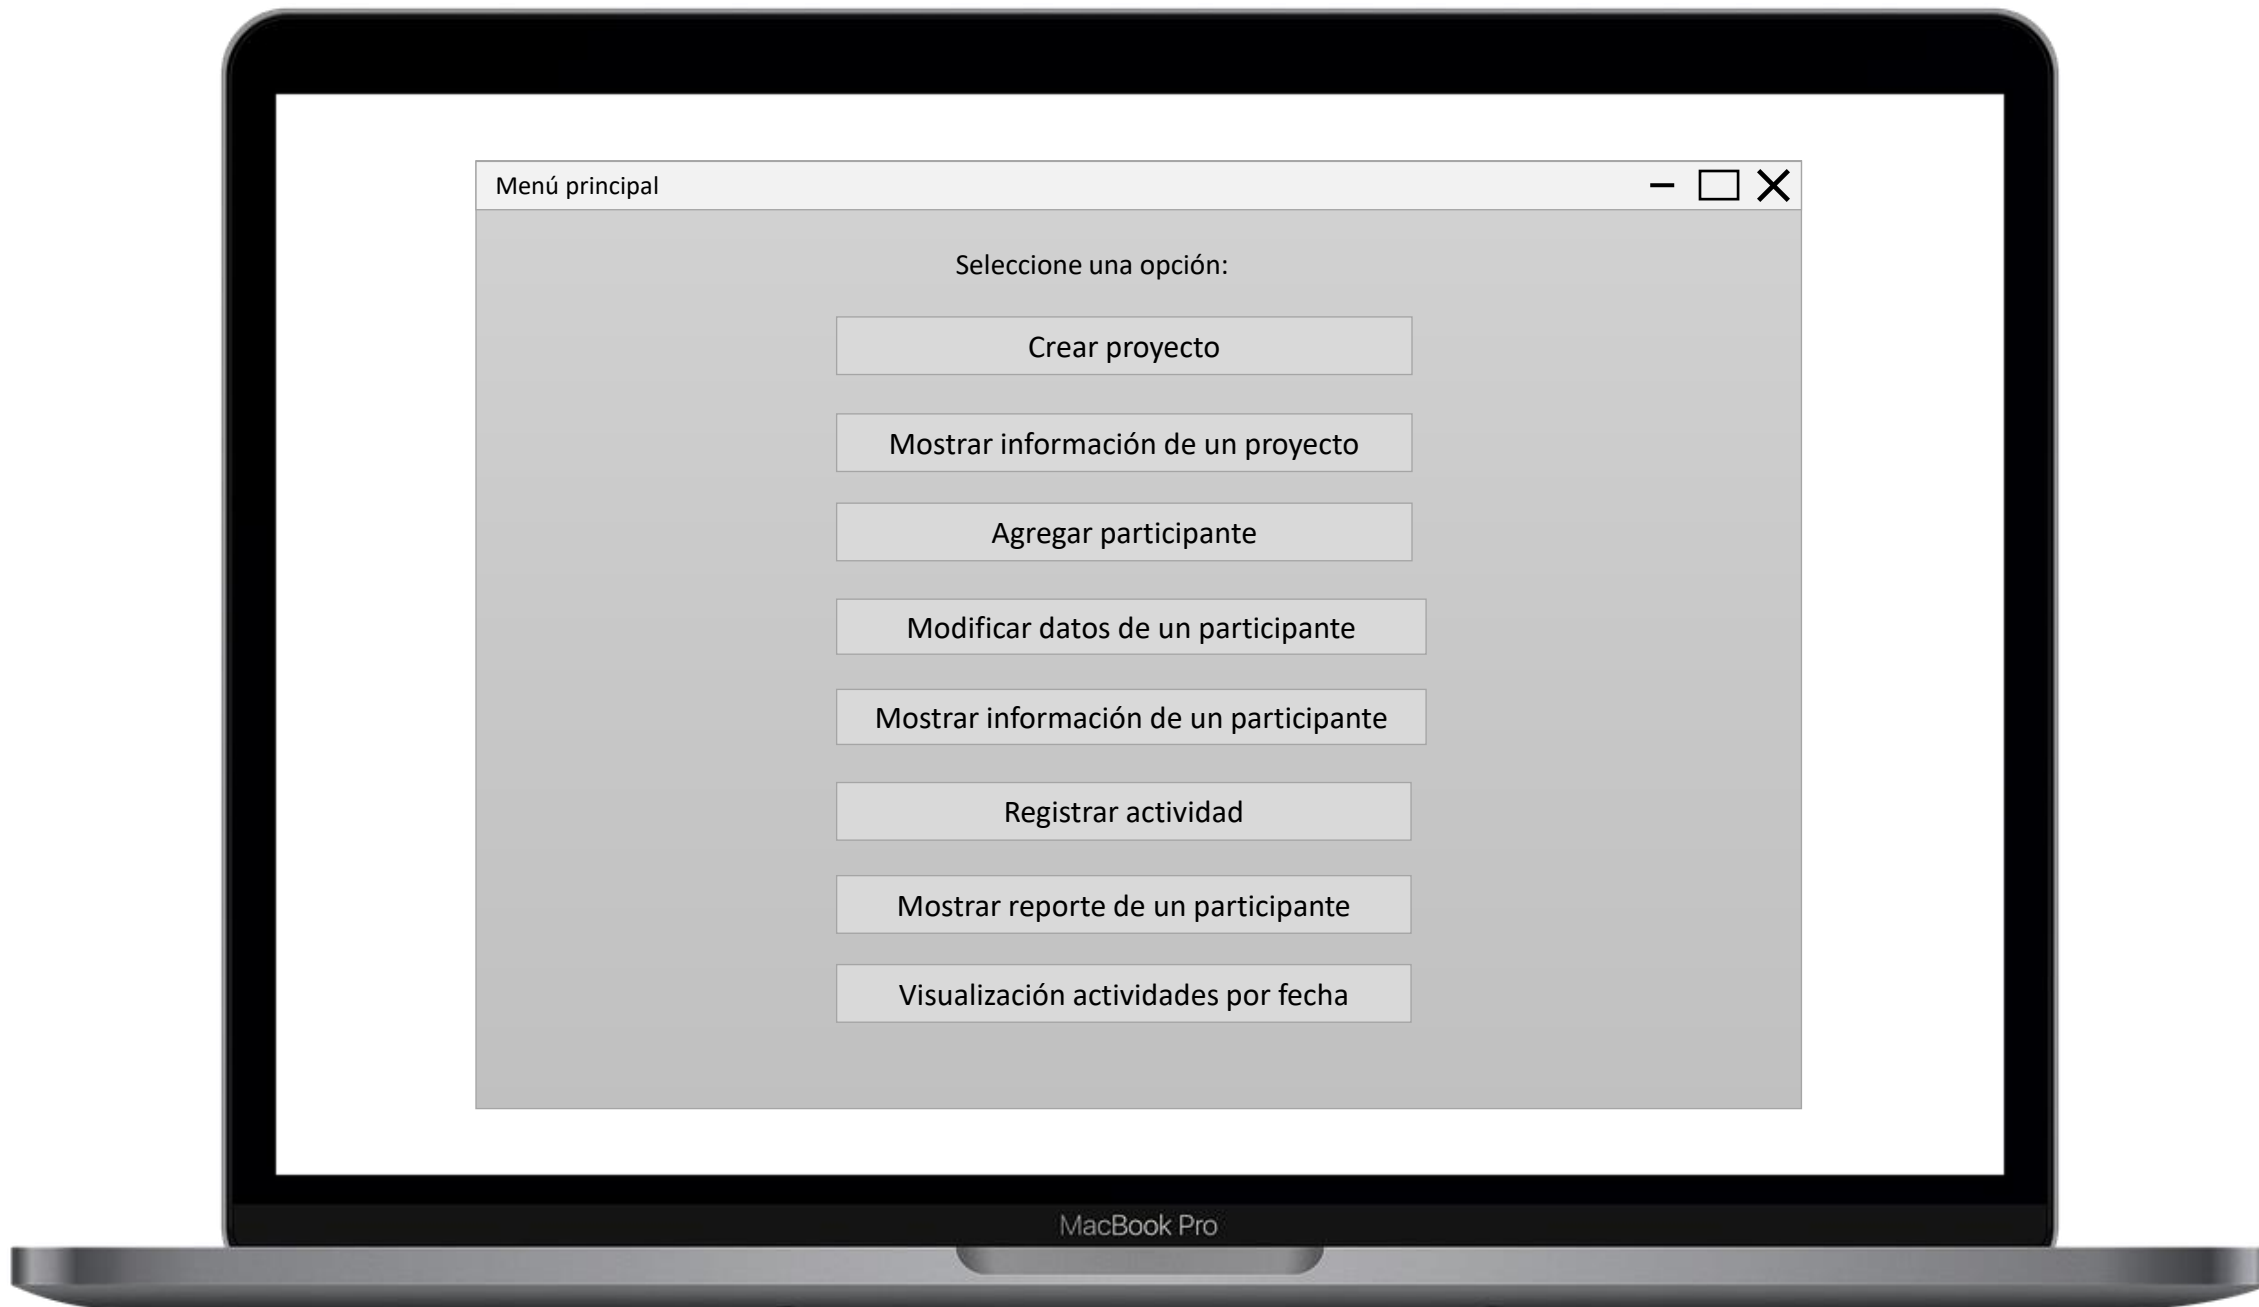 Menú principal
Seleccione una opción:
Crear proyecto
Mostrar información de un proyecto
Agregar participante
Modificar datos de un participante
Mostrar información de un participante
Registrar actividad
Mostrar reporte de un participante
Visualización actividades por fecha
MacBook Pro